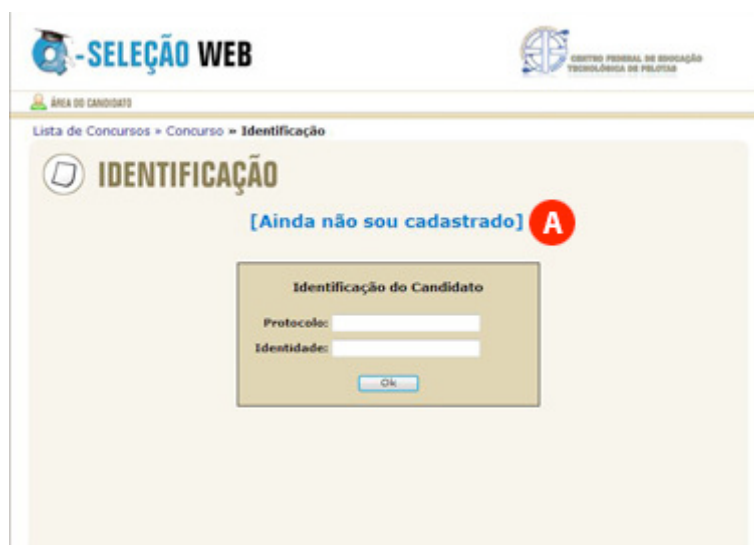 Q-SELEÇÃO WEB
CENTRO FEDERAL DE EDUCAÇÃO
TECNOLÓGICA DE PELOTAS
ÁREA DO CANDIDATO
Lista de Concursos » Concurso » Identificação
IDENTIFICAÇÃO
[Ainda não sou cadastrado] A
Identificação do Candidato
Protocolo:
Identidade:
Ok